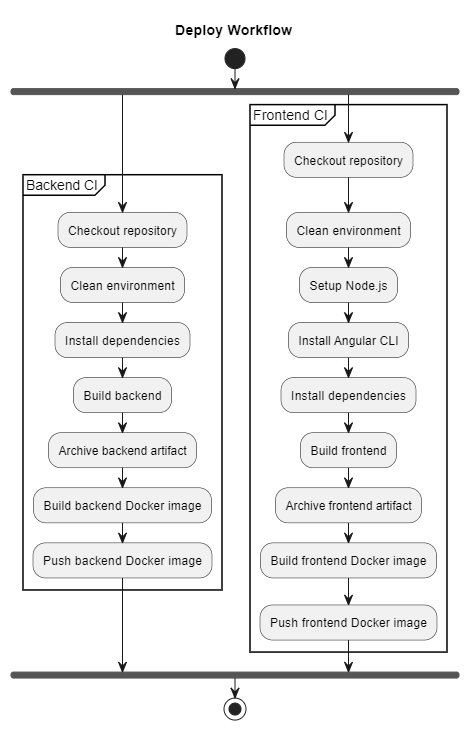 Deploy Workflow
Backend CI
Checkout repository
Clean environment
Install dependencies
Build backend
Archive backend artifact
Build backend Docker image
Push backend Docker image
Frontend CI
Checkout repository
Clean environment
Setup Node.js
Install Angular CLI
Install dependencies
Build frontend
Archive frontend artifact
Build frontend Docker image
Push frontend Docker image